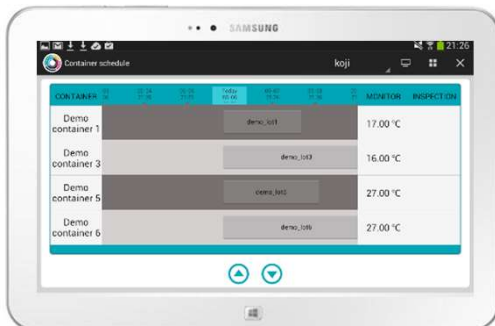 SAMSUNG
21:26
Container schedule
koji
CONTAINER
Today
MONITOR
INSPECTION
Demo container 1
demo_lot1
17.00 °C
Demo container 3
demo_lot3
16.00 °C
Demo container 5
27.00 °C
Demo container 6
demo_lot6
27.00 °C